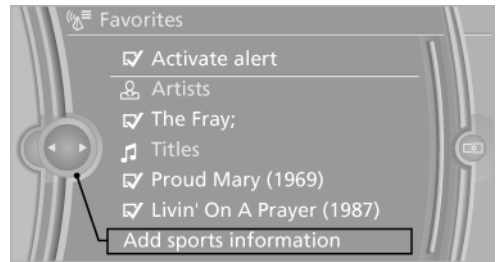 Favorites
Activate alert
Artists
The Fray;
Titles
Proud Mary (1969)
Livin' On A Prayer (1987)
Add sports information